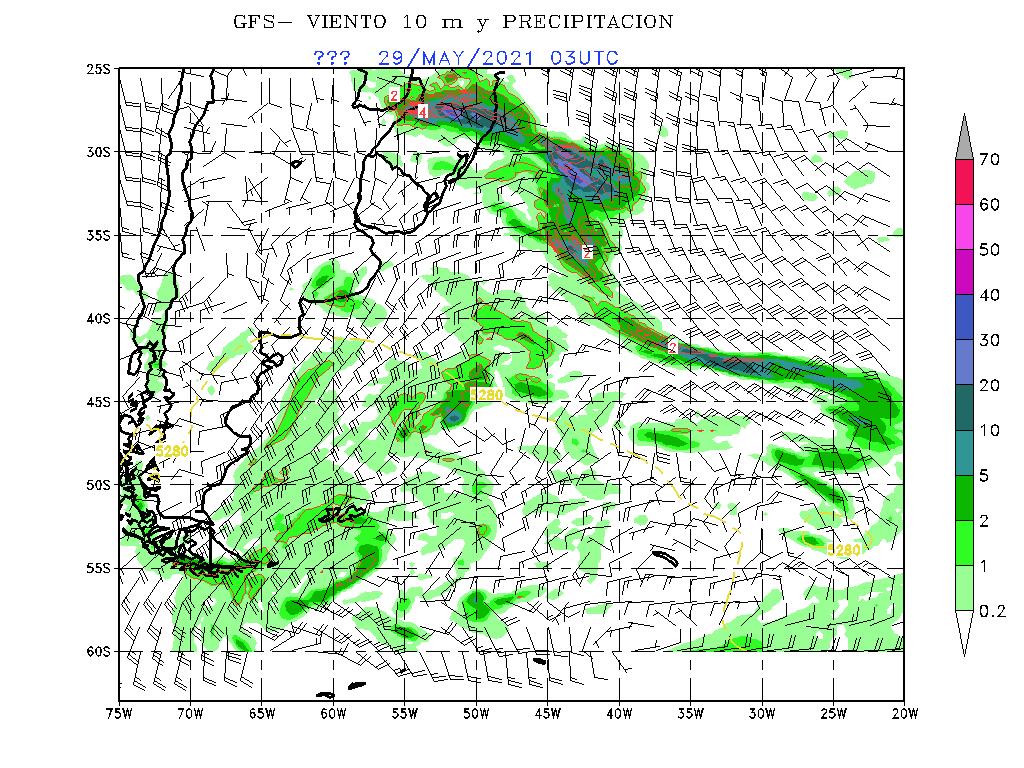 GFS— VIENTO 10 m y PRECIPITACION
??? 29/MAY/2021 03UTC
25S
30S
35S
40S
45S
50S
55S
60S
2
4
2
2
5280
5280
5280
75W 70W 65W 60W 55W 50W 45W 40W 35W 30W 25W 20W
70
60
50
40
30
20
10
5
2
1
0.2